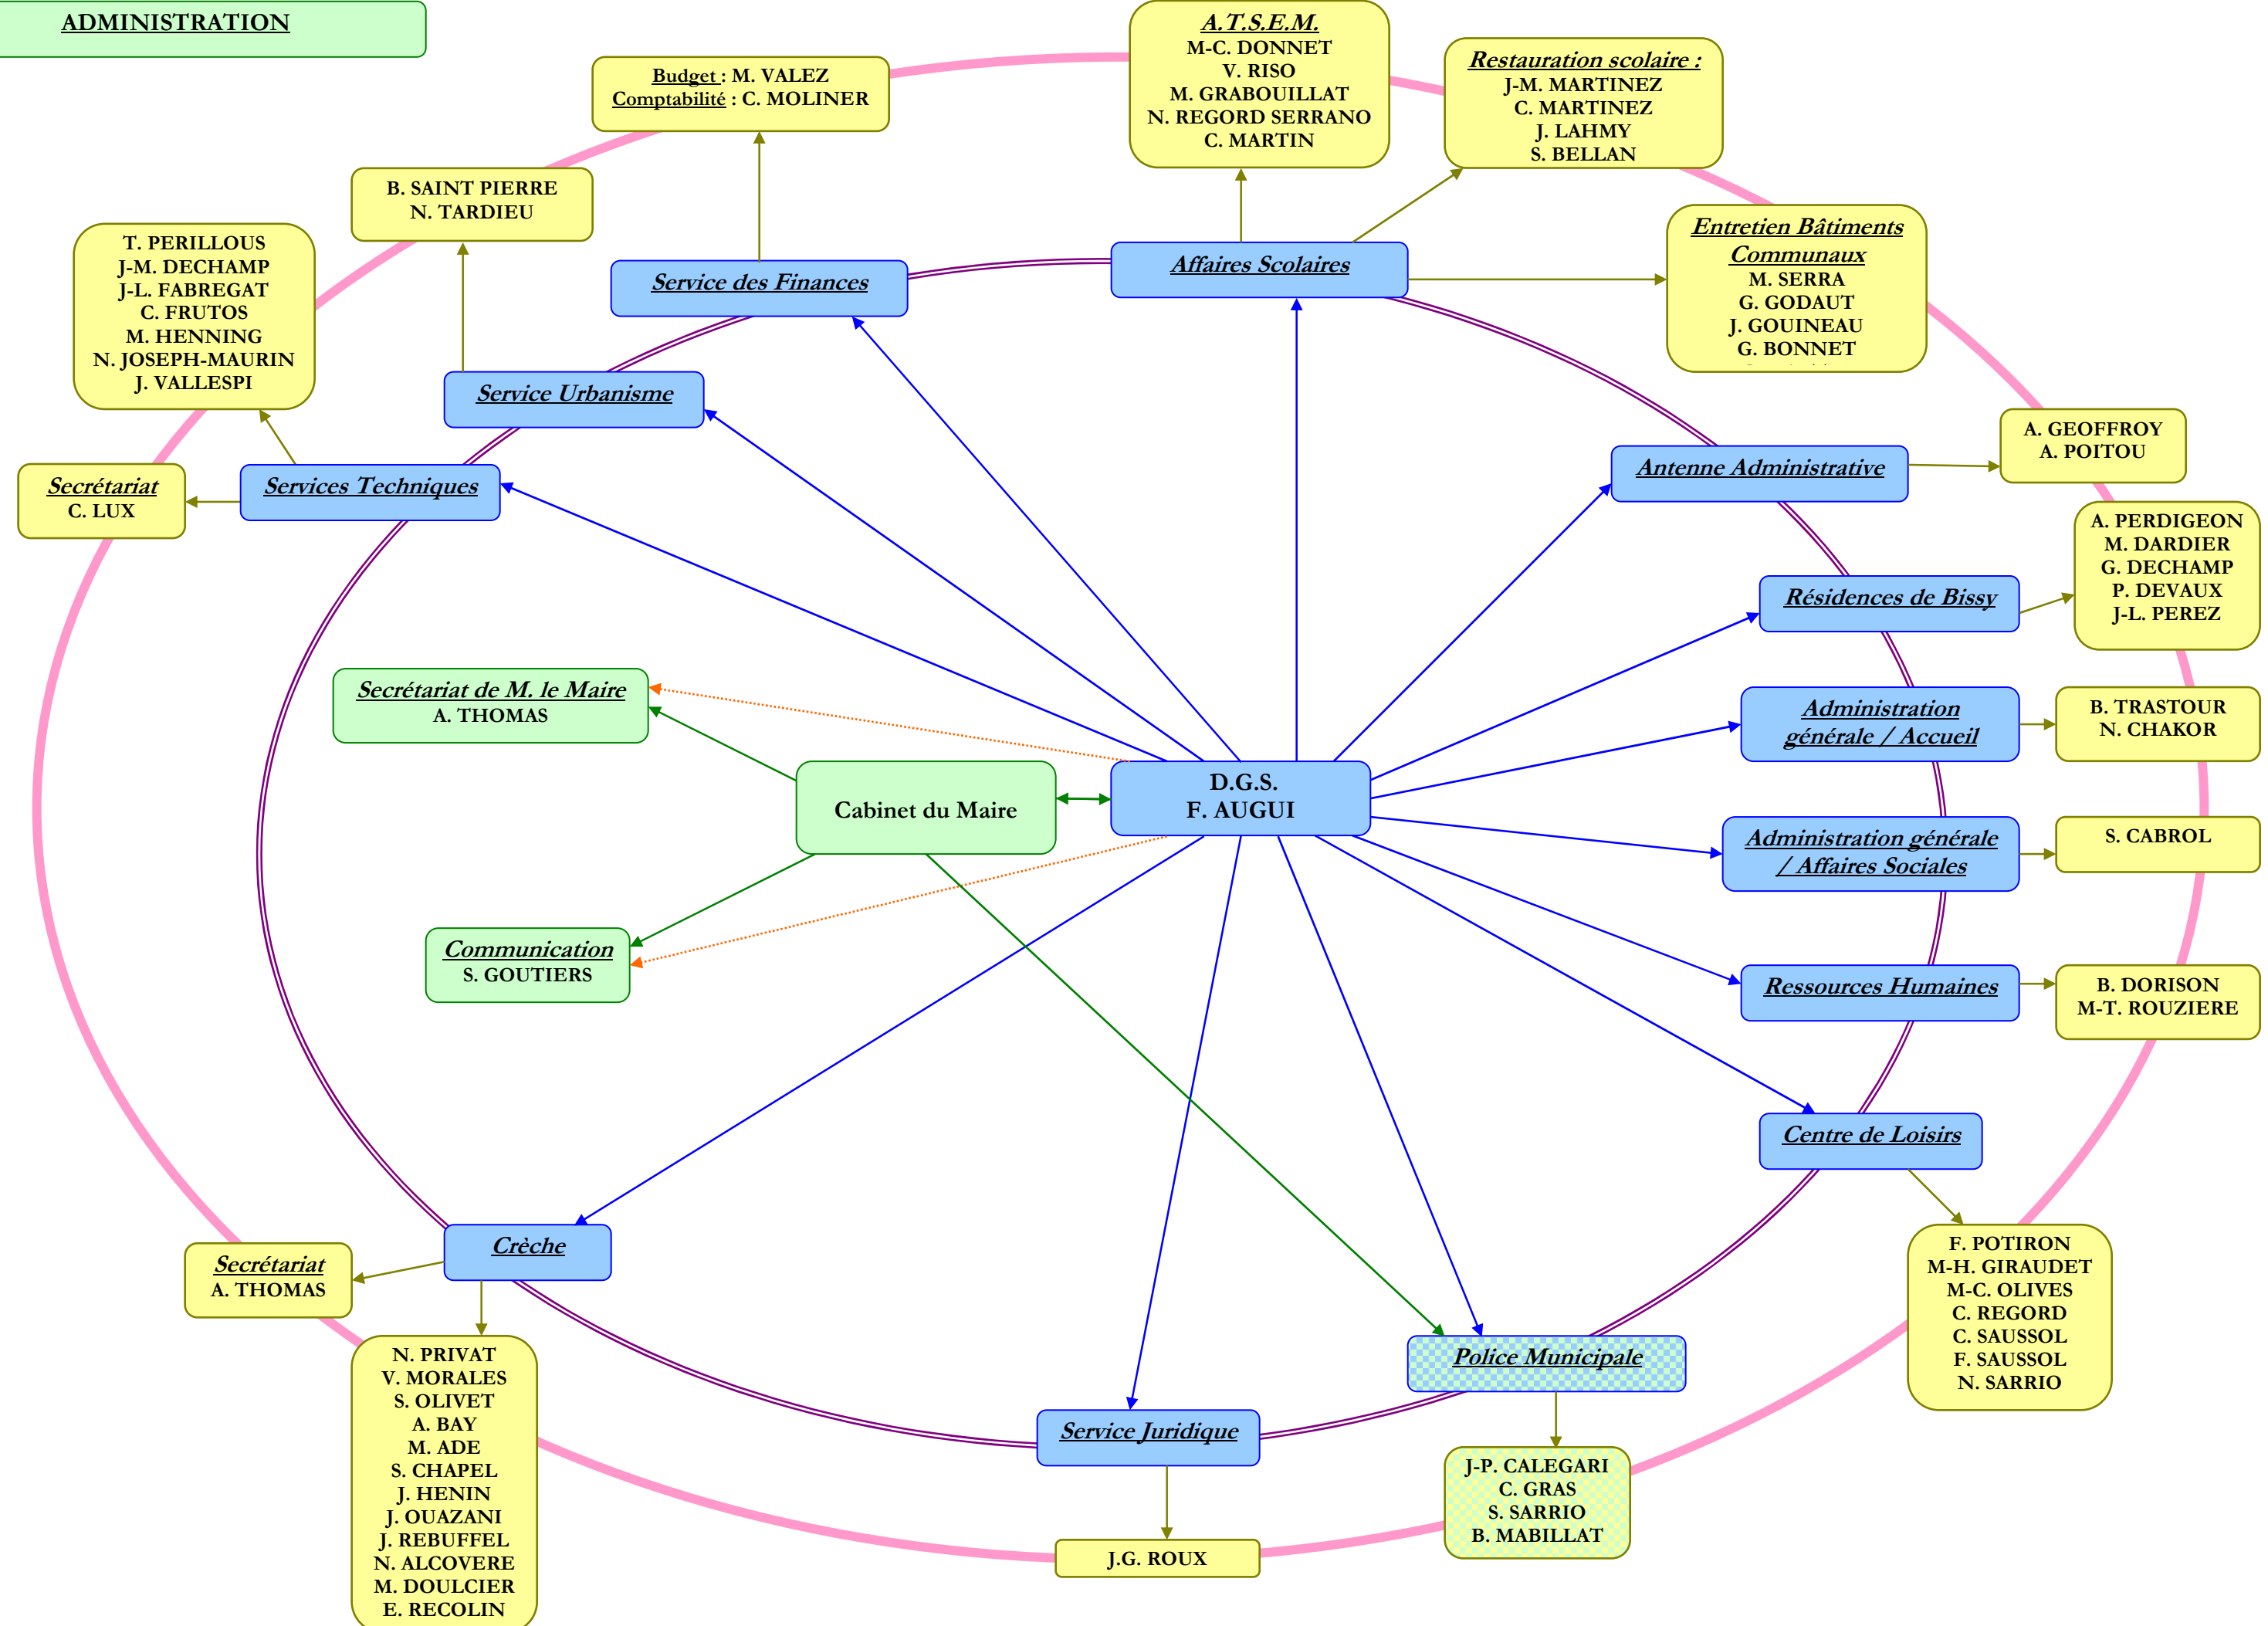 ADMINISTRATION
A.T.S.E.M.
M-C. DONNET
V. RISO
M. GRABOUILLAT
N. REGORD SERRANO
C. MARTIN
Restauration scolaire :
J-M. MARTINEZ
C. MARTINEZ
J. LAHMY
S. BELLAN
Budget : M. VALEZ
Comptabilité : C. MOLINER
B. SAINT PIERRE
N. TARDIEU
T. PERILLOUS
J-M. DECHAMP
J-L. FABREGAT
C. FRUTOS
M. HENNING
N. JOSEPH-MAURIN
J. VALLESPI
Entretien Bâtiments
Communaux
M. SERRA
G. GODAUT
J. GOUINEAU
G. BONNET
Service des Finances
Affaires Scolaires
Service Urbanisme
A. GEOFFROY
A. POITOU
Antenne Administrative
Services Techniques
Secrétariat
C. LUX
A. PERDIGEON
M. DARDIER
G. DECHAMP
P. DEVAUX
J-L. PEREZ
Résidences de Bissy
Secrétariat de M. le Maire
A. THOMAS
Administration
générale / Accueil
B. TRASTOUR
N. CHAKOR
Cabinet du Maire
D.G.S.
F. AUGUI
Administration générale
/ Affaires Sociales
S. CABROL
Communication
S. GOUTIERS
Ressources Humaines
B. DORISON
M-T. ROUZIERE
Centre de Loisirs
Crèche
Secrétariat
A. THOMAS
F. POTIRON
M-H. GIRAUDET
M-C. OLIVES
C. REGORD
C. SAUSSOL
F. SAUSSOL
N. SARRIO
N. PRIVAT
V. MORALES
S. OLIVET
A. BAY
M. ADE
S. CHAPEL
J. HENIN
J. OUAZANI
J. REBUFFEL
N. ALCOVERE
M. DOULCIER
E. RECOLIN
Police Municipale
Service Juridique
J-P. CALEGARI
C. GRAS
S. SARRIO
B. MABILLAT
J.G. ROUX